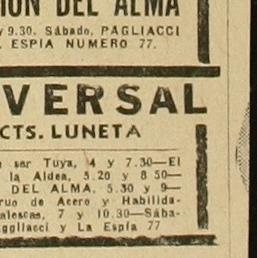 ION DEL ALMA
y 9.30. Sábado, PAGLIACCI
ESPIA NUMERO 77.
VERSAL
CTS. LUNETA
ser Tuya, 4 y 7.30—El
la Aldea, 5.20 y 8 50—
DEL ALMA, 5.30 y 9—
de Acero y Habilida-
alescas, 7 y 10.30—Sába-
aggliacci y La Espia 77